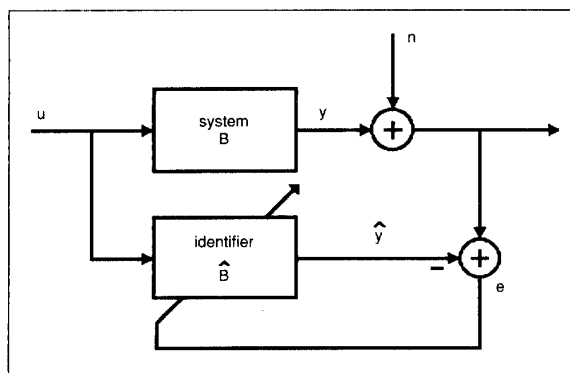 n
u
system
B
y
+
identifier
B̂
ŷ
−
+
e